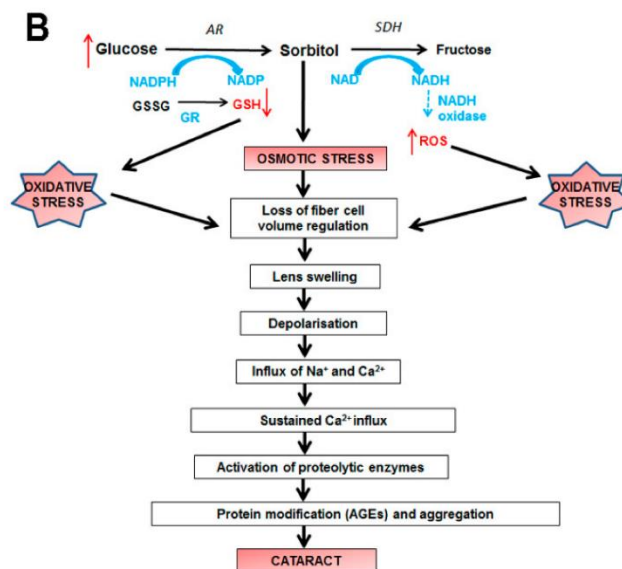 B
AR
SDH
Glucose
Sorbitol
Fructose
NADPH
NADP
NAD
NADH
GSSG
GSH
GR
NADH
oxidase
ROS
OSMOTIC STRESS
OXIDATIVE
STRESS
OXIDATIVE
STRESS
Loss of fiber cell
volume regulation
Lens swelling
Depolarisation
Influx of Na⁺ and Ca²⁺
Sustained Ca²⁺ influx
Activation of proteolytic enzymes
Protein modification (AGEs) and aggregation
CATARACT